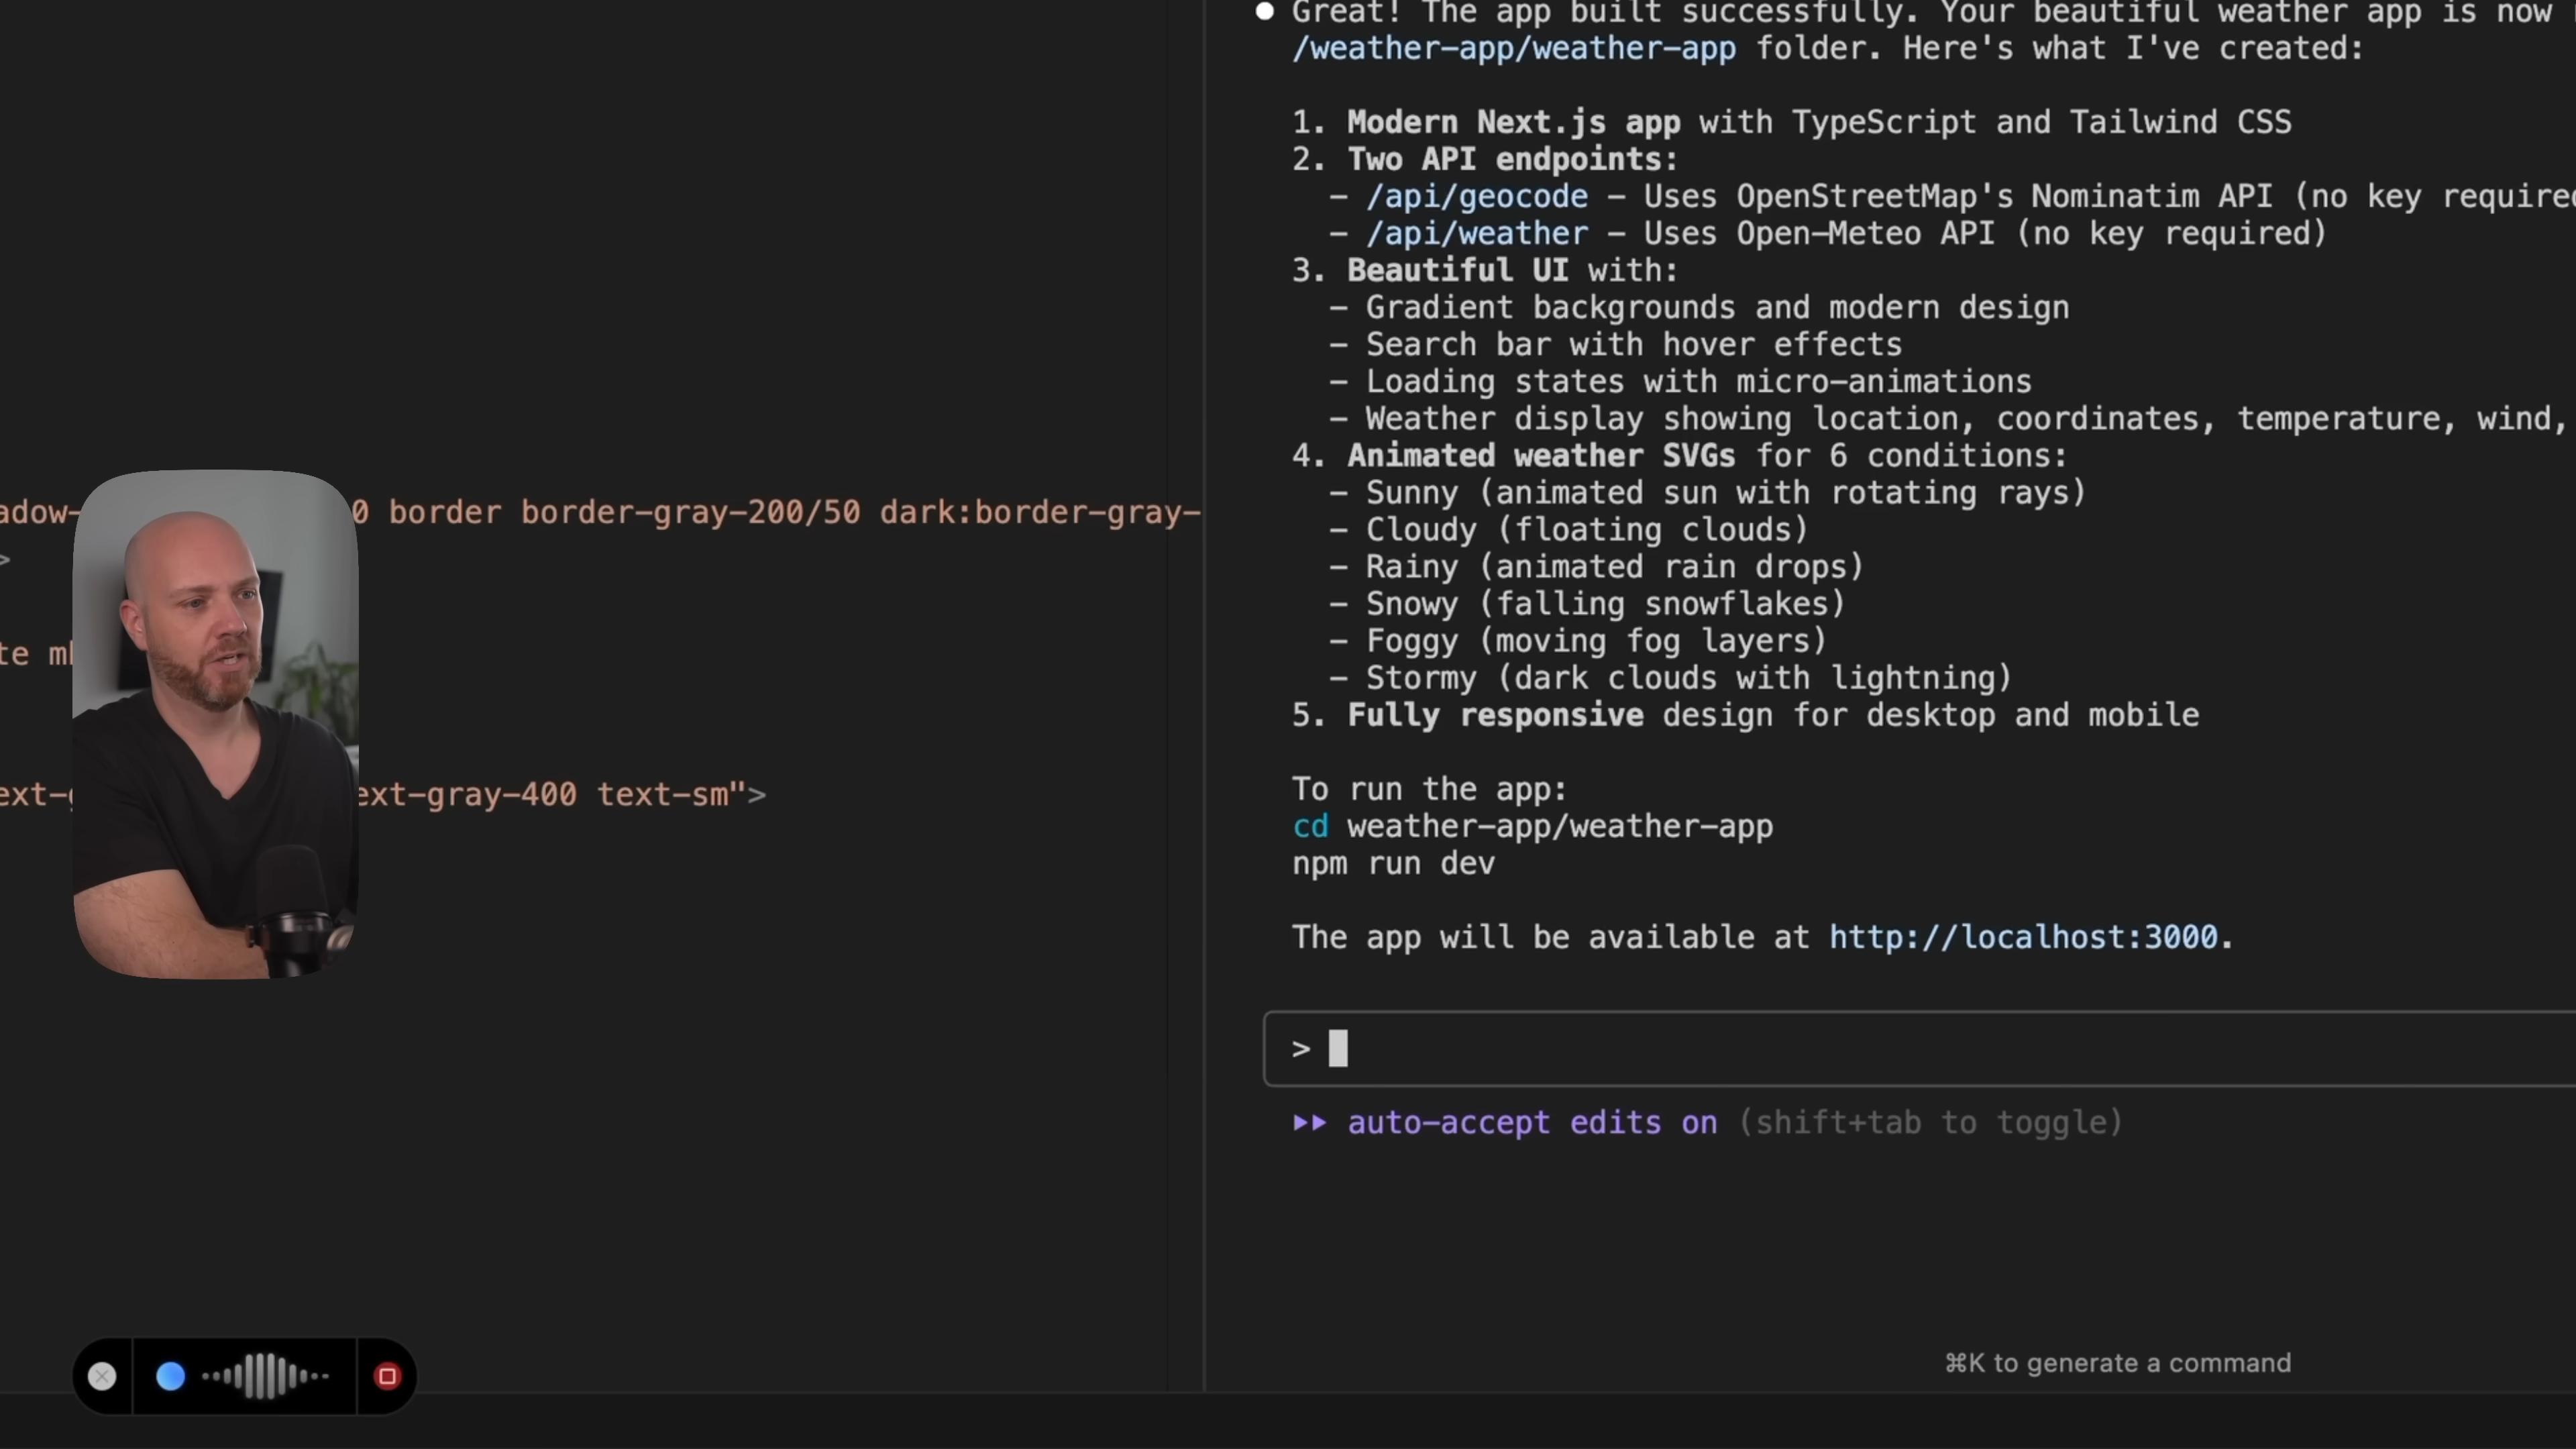 Great! The app built successfully. Your beautiful weather app is now
/weather-app/weather-app folder. Here's what I've created:
1. Modern Next.js app with TypeScript and Tailwind CSS
2. Two API endpoints:
- /api/geocode - Uses OpenStreetMap's Nominatim API (no key required
- /api/weather - Uses Open-Meteo API (no key required)
3. Beautiful UI with:
- Gradient backgrounds and modern design
- Search bar with hover effects
- Loading states with micro-animations
- Weather display showing location, coordinates, temperature, wind,
4. Animated weather SVGs for 6 conditions:
- Sunny (animated sun with rotating rays)
- Cloudy (floating clouds)
- Rainy (animated rain drops)
- Snowy (falling snowflakes)
- Foggy (moving fog layers)
- Stormy (dark clouds with lightning)
5. Fully responsive design for desktop and mobile
To run the app:
cd weather-app/weather-app
npm run dev
The app will be available at http://localhost:3000.
>
auto-accept edits on (shift+tab to toggle)
⌘K to generate a command
adow- 0 border border-gray-200/50 dark:border-gray-
>
te m
ext-g ext-gray-400 text-sm">